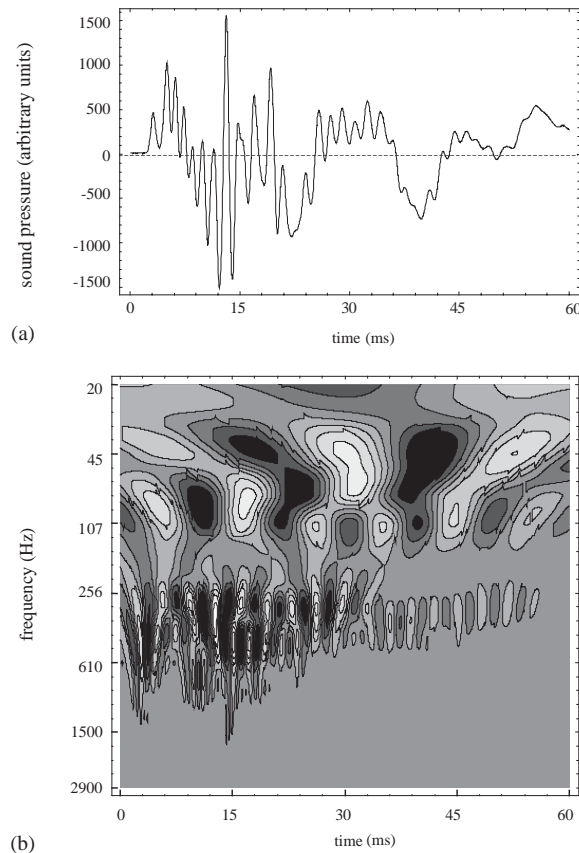 1500
1000
500
0
-500
-1000
-1500
sound pressure (arbitrary units)
0 15 30 45 60
time (ms)
(a)
20
45
107
256
610
1500
2900
frequency (Hz)
0 15 30 45 60
time (ms)
(b)